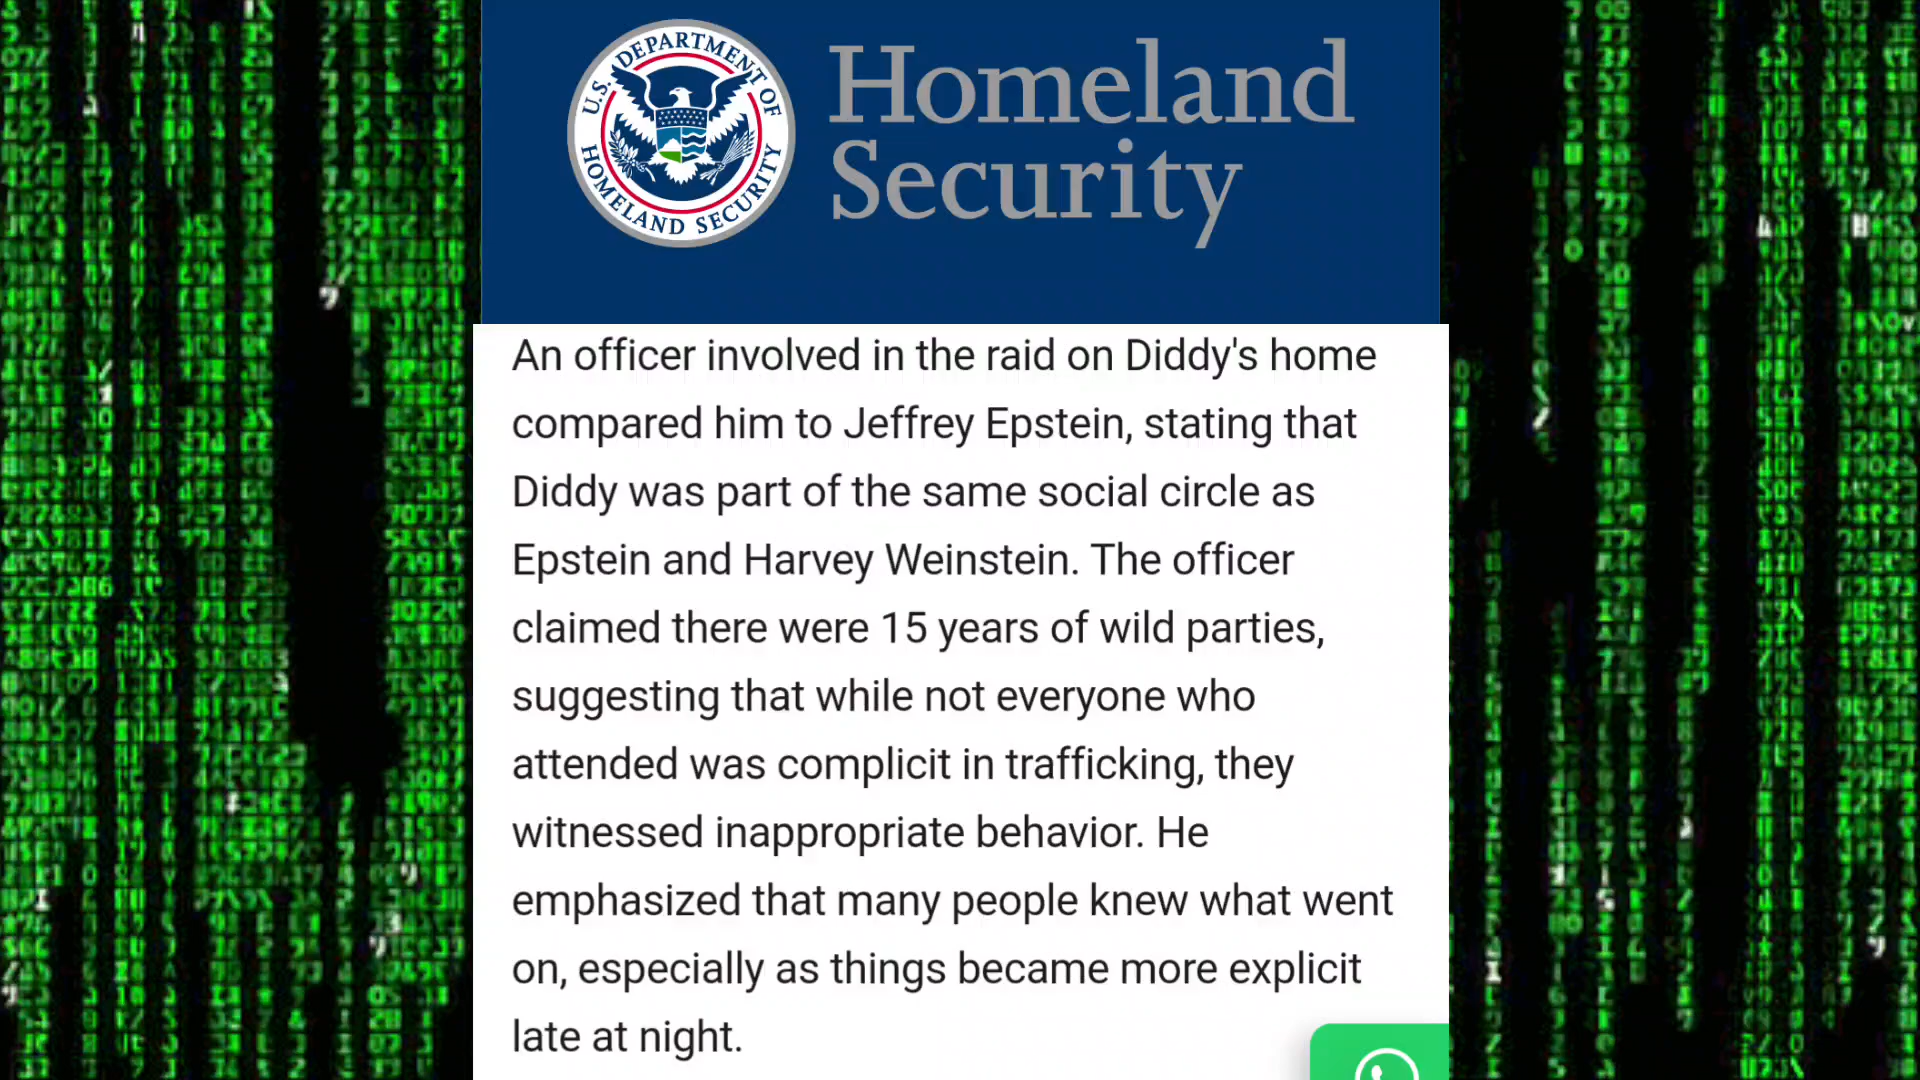 U.S. DEPARTMENT OF
HOMELAND SECURITY
Homeland
Security
An officer involved in the raid on Diddy's home
compared him to Jeffrey Epstein, stating that
Diddy was part of the same social circle as
Epstein and Harvey Weinstein. The officer
claimed there were 15 years of wild parties,
suggesting that while not everyone who
attended was complicit in trafficking, they
witnessed inappropriate behavior. He
emphasized that many people knew what went
on, especially as things became more explicit
late at night.